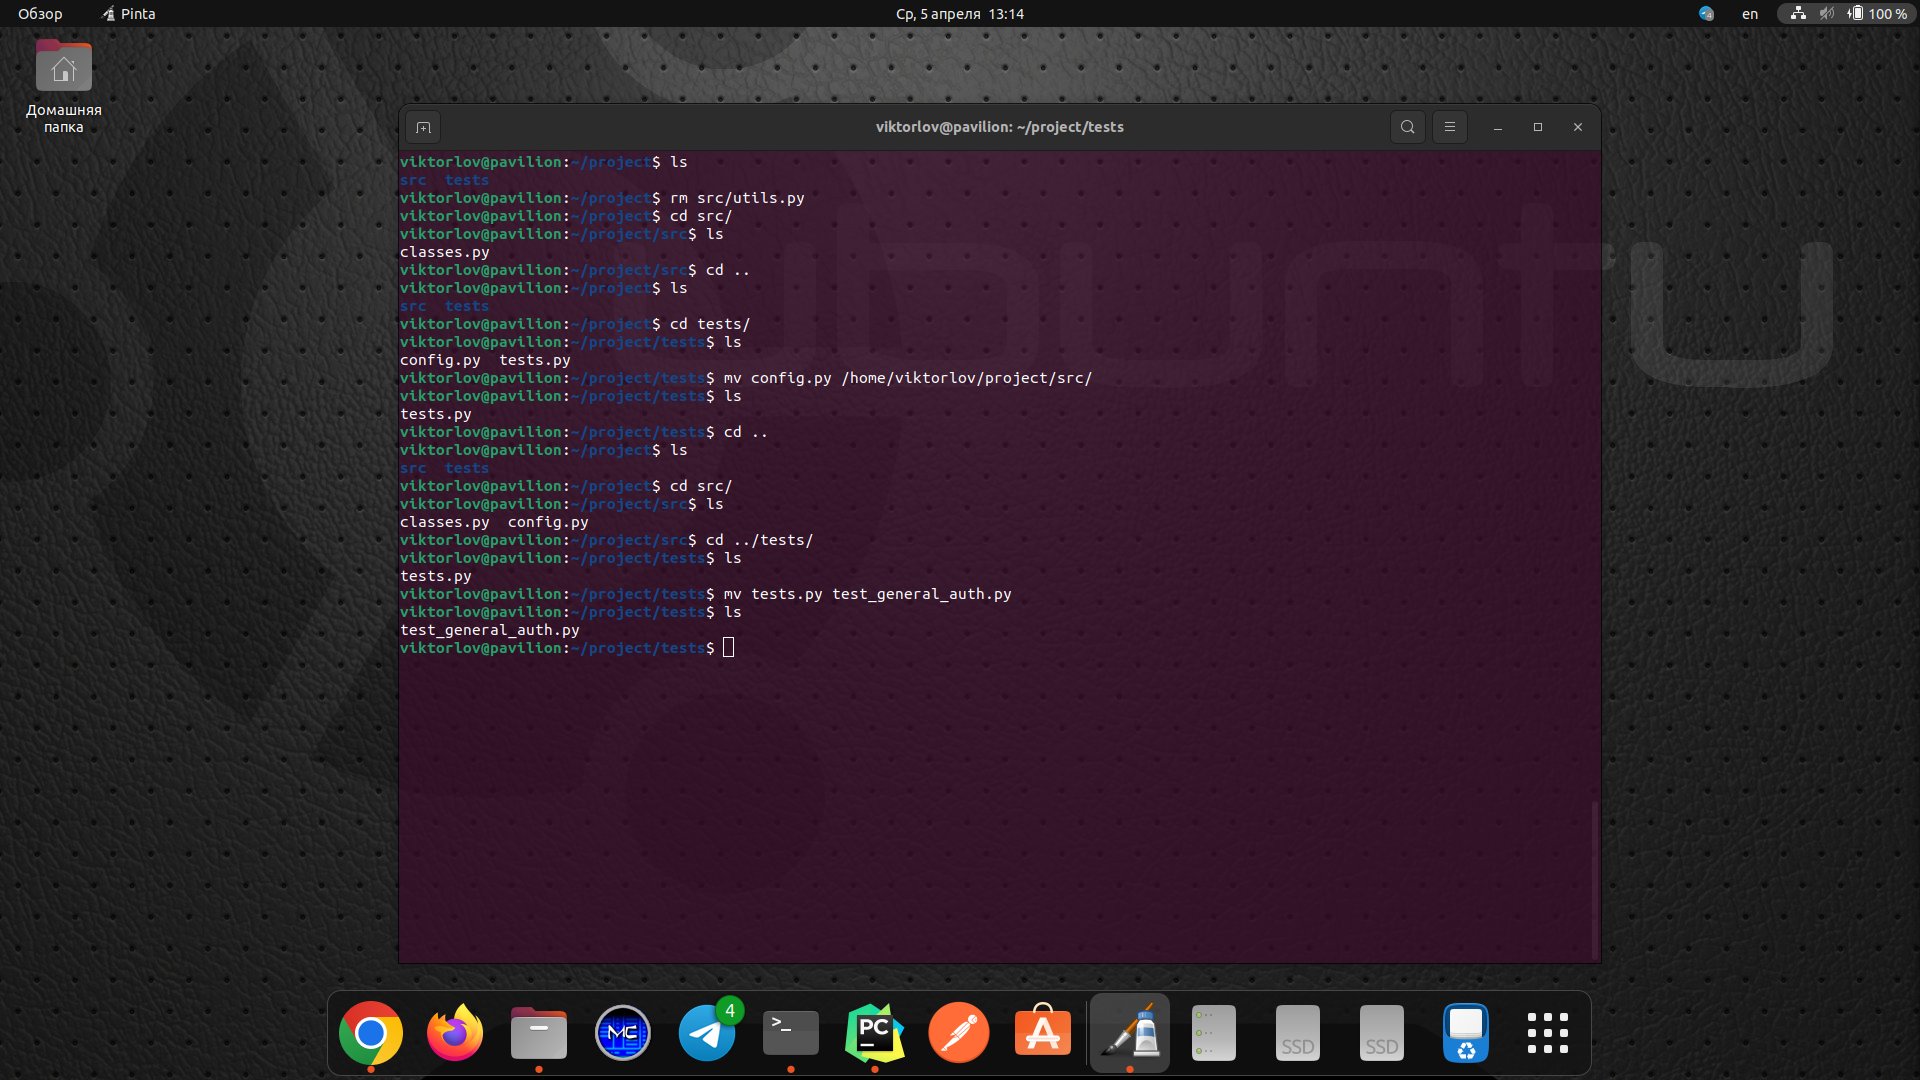 Обзор Pinta Ср, 5 апреля 13:14 4 en 100 %
Домашняя
папка
viktorlov@pavilion: ~/project/tests
viktorlov@pavilion:~/project$ ls
src tests
viktorlov@pavilion:~/project$ rm src/utils.py
viktorlov@pavilion:~/project$ cd src/
viktorlov@pavilion:~/project/src$ ls
classes.py
viktorlov@pavilion:~/project/src$ cd ..
viktorlov@pavilion:~/project$ ls
src tests
viktorlov@pavilion:~/project$ cd tests/
viktorlov@pavilion:~/project/tests$ ls
config.py tests.py
viktorlov@pavilion:~/project/tests$ mv config.py /home/viktorlov/project/src/
viktorlov@pavilion:~/project/tests$ ls
tests.py
viktorlov@pavilion:~/project/tests$ cd ..
viktorlov@pavilion:~/project$ ls
src tests
viktorlov@pavilion:~/project$ cd src/
viktorlov@pavilion:~/project/src$ ls
classes.py config.py
viktorlov@pavilion:~/project/src$ cd ../tests/
viktorlov@pavilion:~/project/tests$ ls
tests.py
viktorlov@pavilion:~/project/tests$ mv tests.py test_general_auth.py
viktorlov@pavilion:~/project/tests$ ls
test_general_auth.py
viktorlov@pavilion:~/project/tests$
ubuntu
MC 4 >_ PC SSD SSD